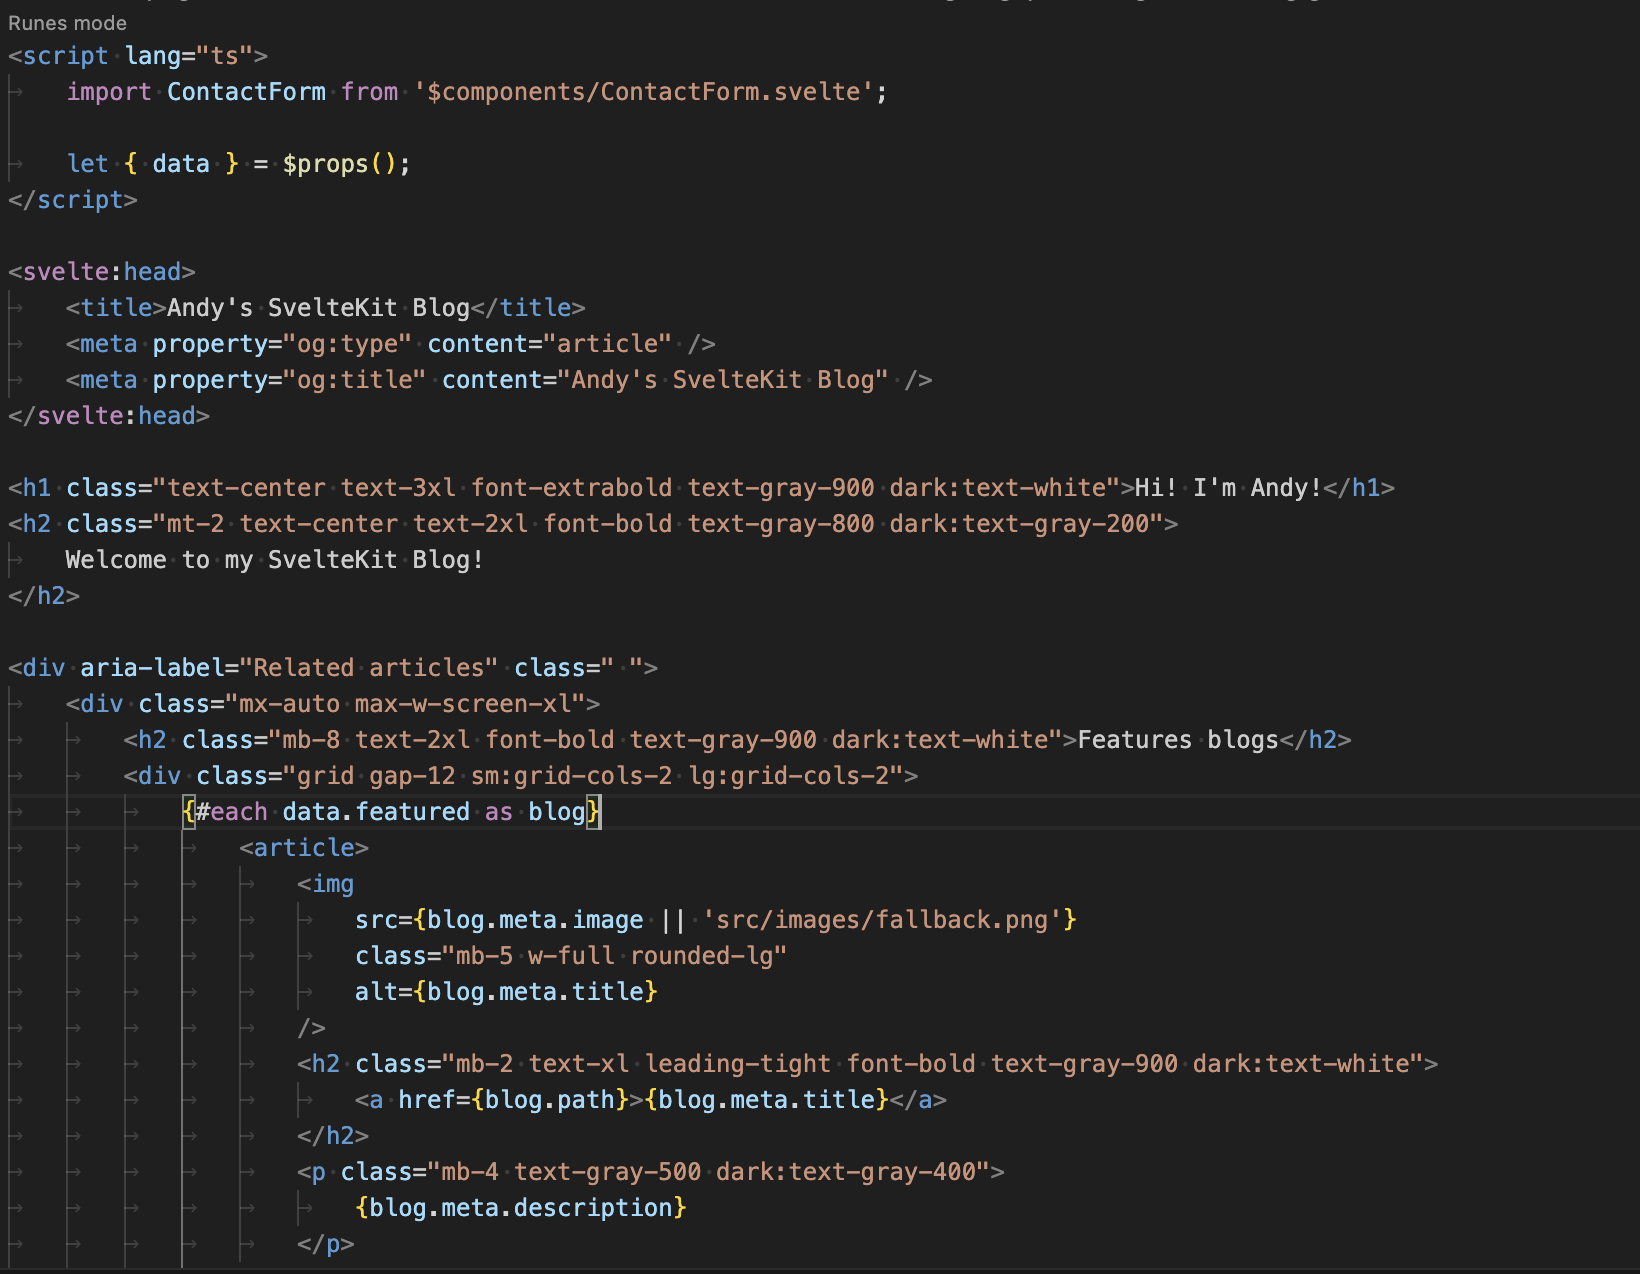 Runes mode
<script lang="ts">
import ContactForm from '$components/ContactForm.svelte';
let { data } = $props();
</script>
<svelte:head>
<title>Andy's SvelteKit Blog</title>
<meta property="og:type" content="article" />
<meta property="og:title" content="Andy's SvelteKit Blog" />
</svelte:head>
<h1 class="text-center text-3xl font-extrabold text-gray-900 dark:text-white">Hi! I'm Andy!</h1>
<h2 class="mt-2 text-center text-2xl font-bold text-gray-800 dark:text-gray-200">
Welcome to my SvelteKit Blog!
</h2>
<div aria-label="Related articles" class=" ">
<div class="mx-auto max-w-screen-xl">
<h2 class="mb-8 text-2xl font-bold text-gray-900 dark:text-white">Features blogs</h2>
<div class="grid gap-12 sm:grid-cols-2 lg:grid-cols-2">
{#each data.featured as blog}
<article>
<img
src={blog.meta.image || 'src/images/fallback.png'}
class="mb-5 w-full rounded-lg"
alt={blog.meta.title}
/>
<h2 class="mb-2 text-xl leading-tight font-bold text-gray-900 dark:text-white">
<a href={blog.path}>{blog.meta.title}</a>
</h2>
<p class="mb-4 text-gray-500 dark:text-gray-400">
{blog.meta.description}
</p>